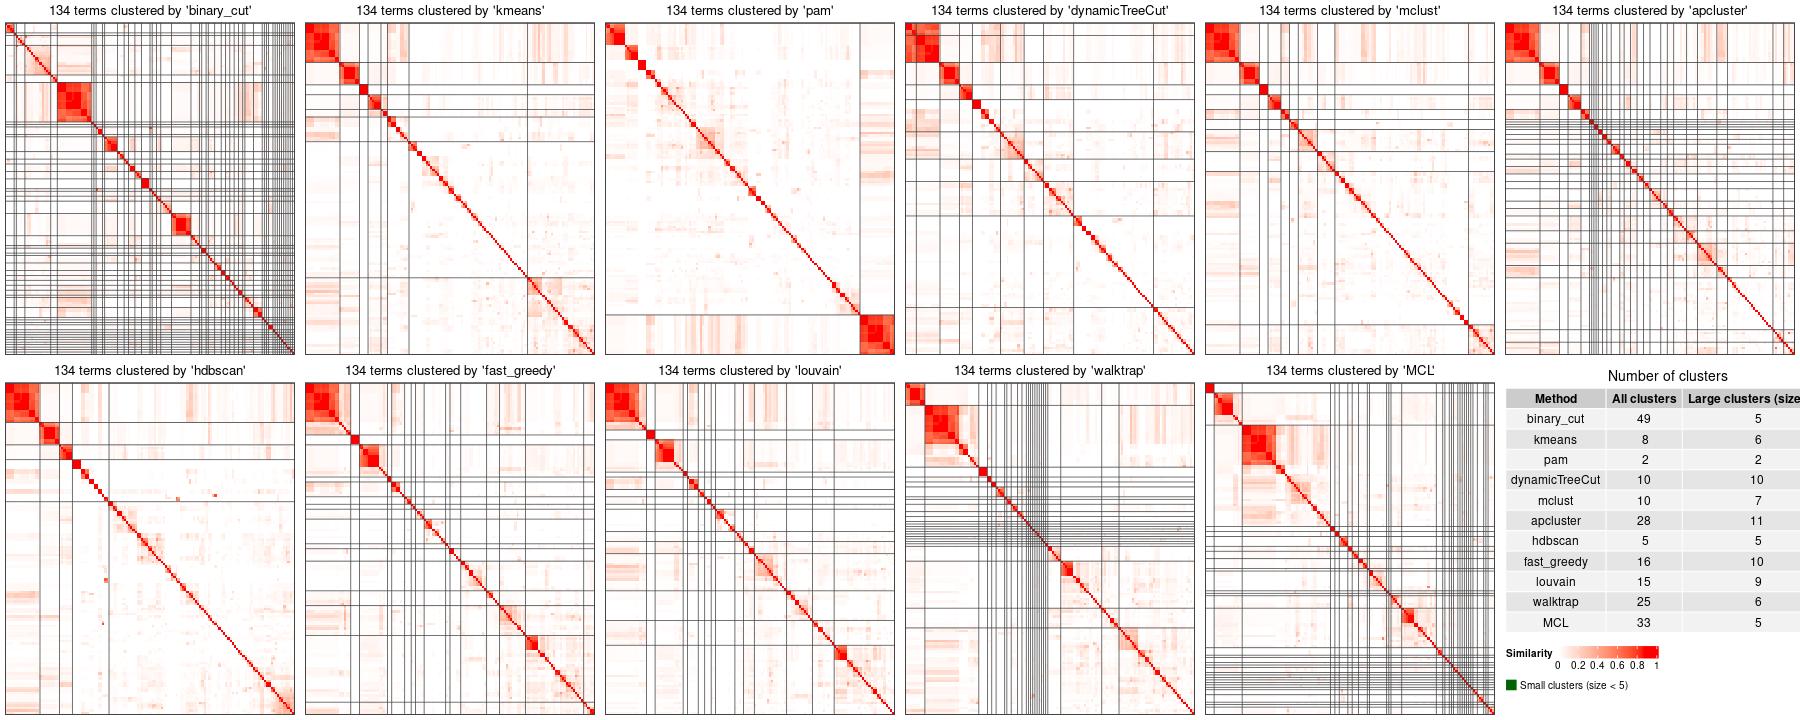 134 terms clustered by 'binary_cut'
134 terms clustered by 'kmeans'
134 terms clustered by 'pam'
134 terms clustered by 'dynamicTreeCut'
134 terms clustered by 'mclust'
134 terms clustered by 'apcluster'
134 terms clustered by 'hdbscan'
134 terms clustered by 'fast_greedy'
134 terms clustered by 'louvain'
134 terms clustered by 'walktrap'
134 terms clustered by 'MCL'
Number of clusters
Method All clusters Large clusters (size
binary_cut 49 5
kmeans 8 6
pam 2 2
dynamicTreeCut 10 10
mclust 10 7
apcluster 28 11
hdbscan 5 5
fast_greedy 16 10
louvain 15 9
walktrap 25 6
MCL 33 5
Similarity
0 0.2 0.4 0.6 0.8 1
Small clusters (size < 5)